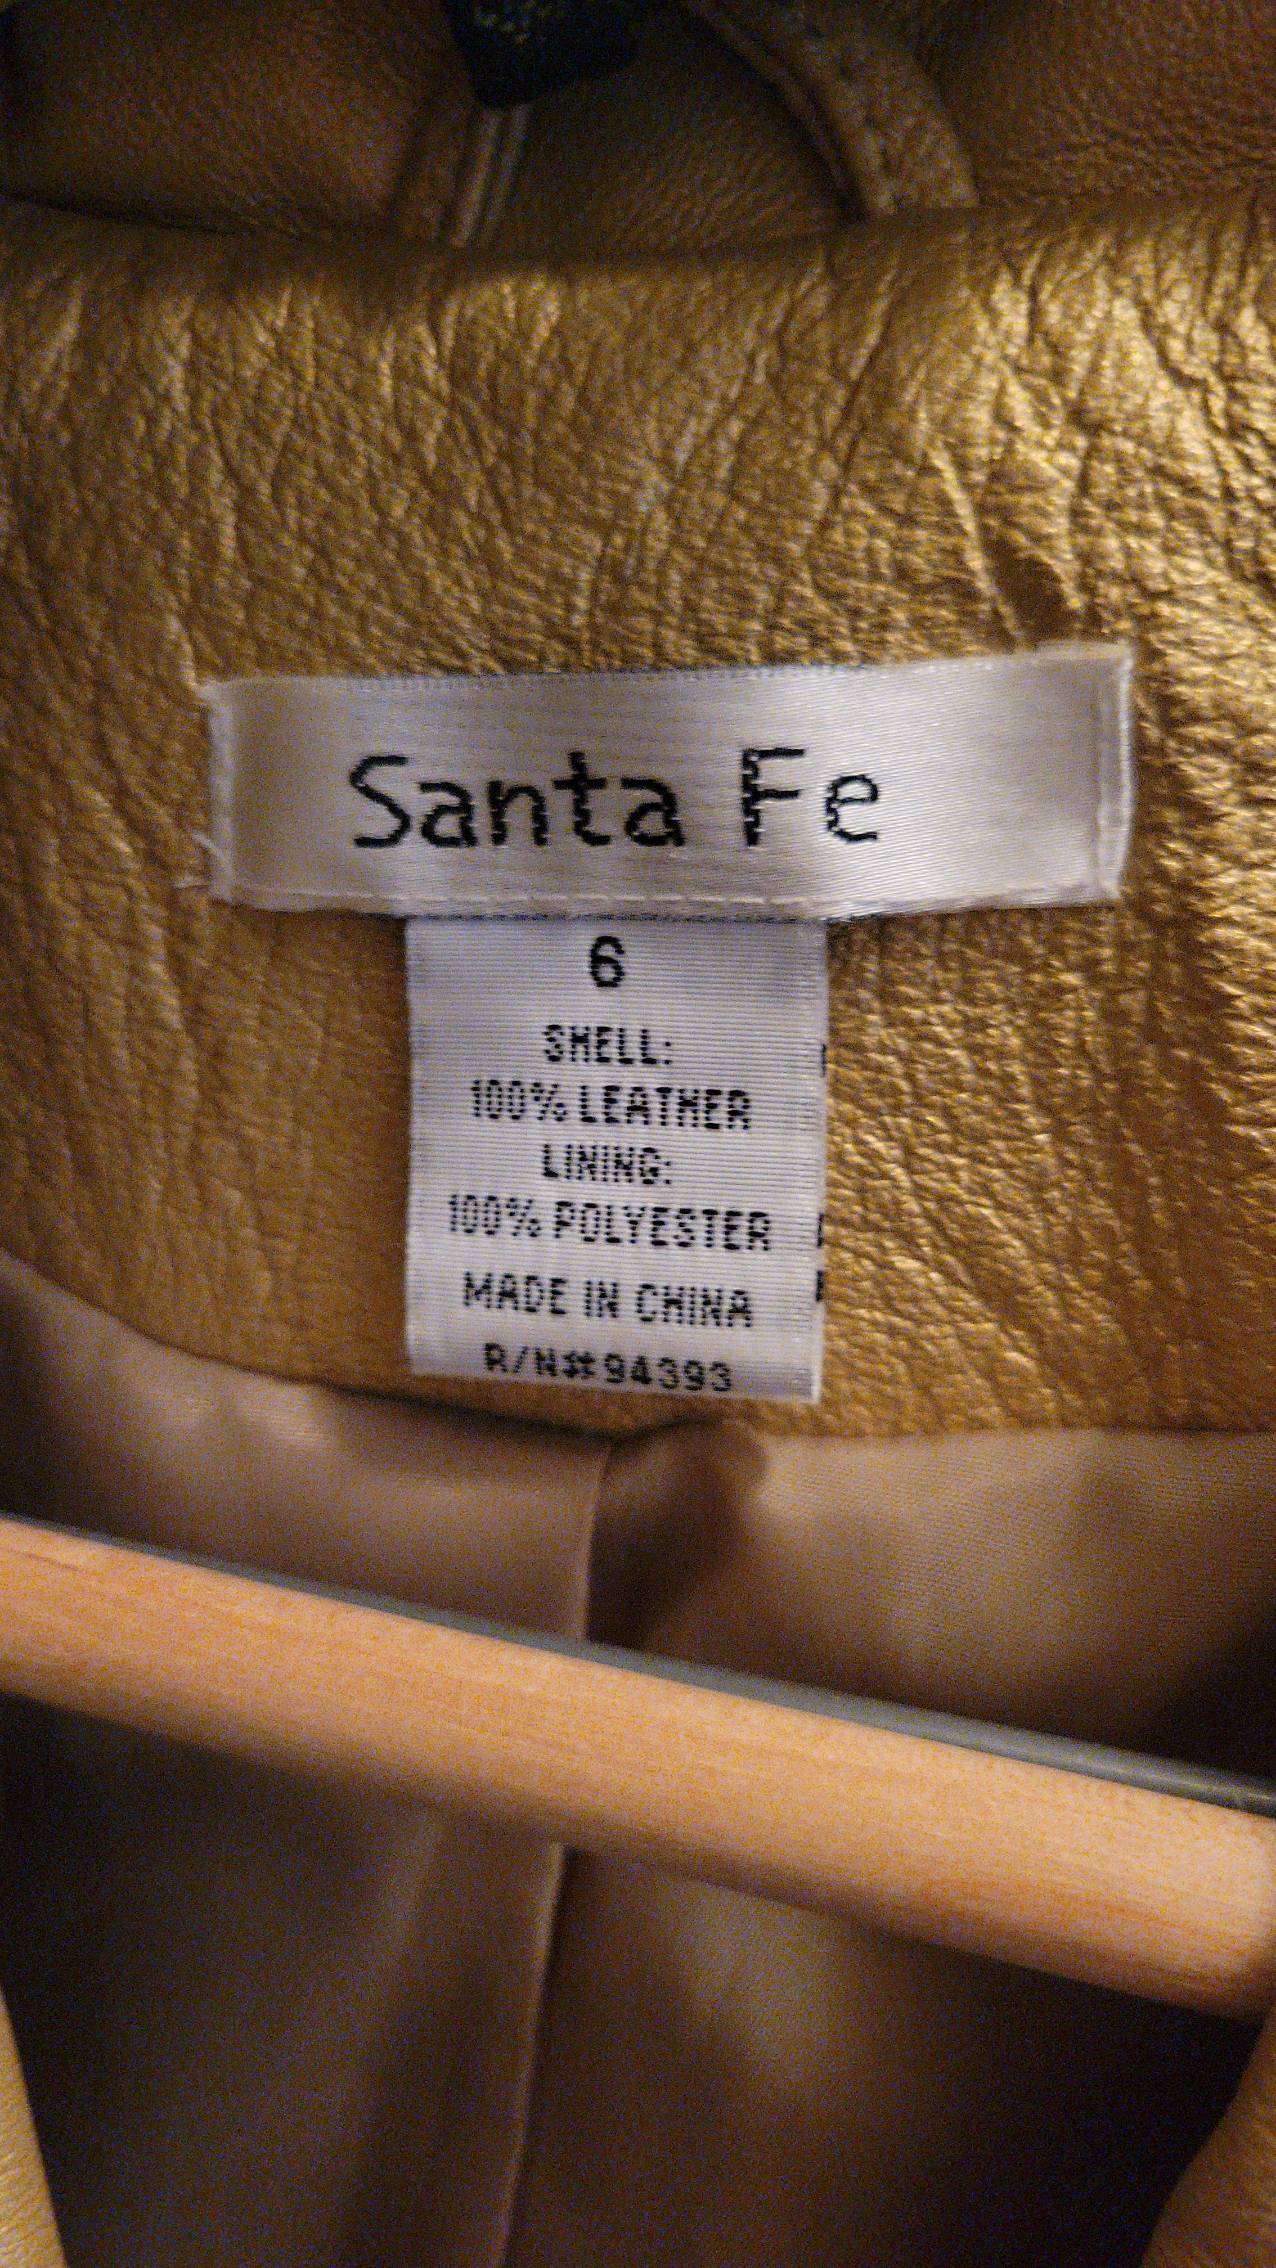 Santa Fe
6
SHELL:
100% LEATHER
LINING:
100% POLYESTER
MADE IN CHINA
R/N# 94393